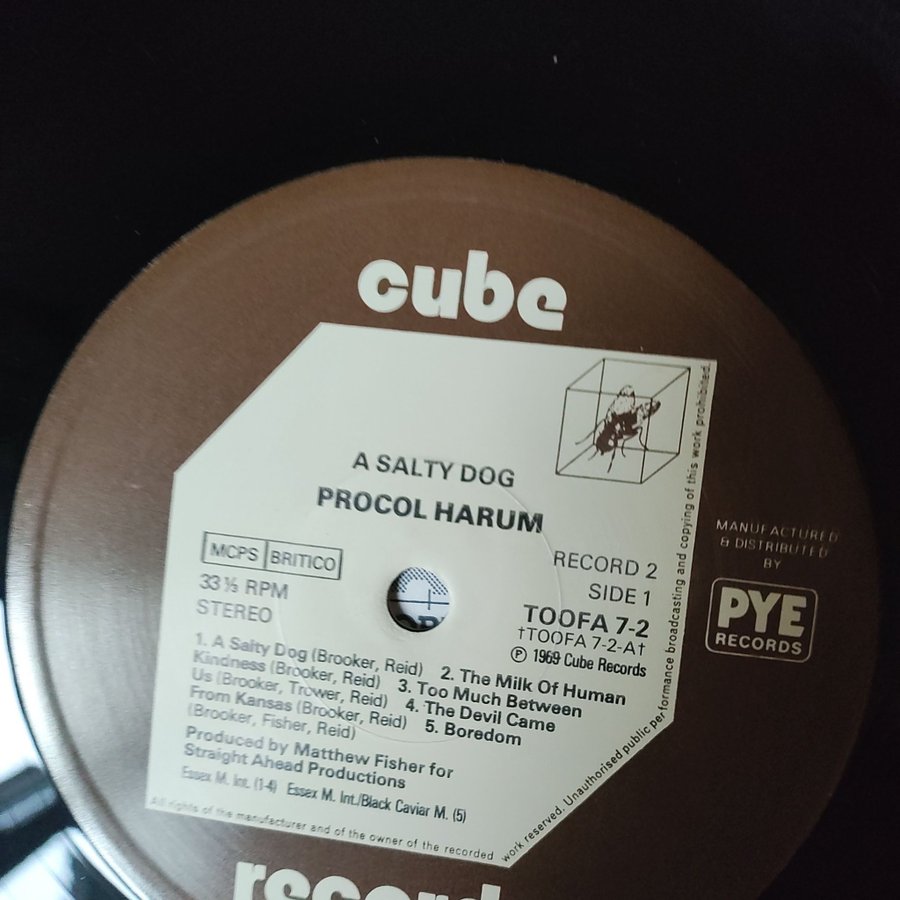 cube
A SALTY DOG
PROCOL HARUM
MCPS BRITICO
33⅓ RPM
STEREO
RECORD 2
SIDE 1
TOOFA 7-2
†TOOFA 7-2-A†
Ⓟ 1969 Cube Records
1. A Salty Dog (Brooker, Reid) 2. The Milk Of Human
Kindness (Brooker, Reid) 3. Too Much Between
Us (Brooker, Trower, Reid) 4. The Devil Came
From Kansas (Brooker, Reid) 5. Boredom
(Brooker, Fisher, Reid)
Produced by Matthew Fisher for
Straight Ahead Productions
Essex M. Int. (1-4) Essex M. Int./Black Caviar M. (5)
All rights of the manufacturer and of the owner of the recorded
work reserved. Unauthorised public performance broadcasting and copying of this work prohibited.
MANUFACTURED
& DISTRIBUTED
BY
PYE
RECORDS
record